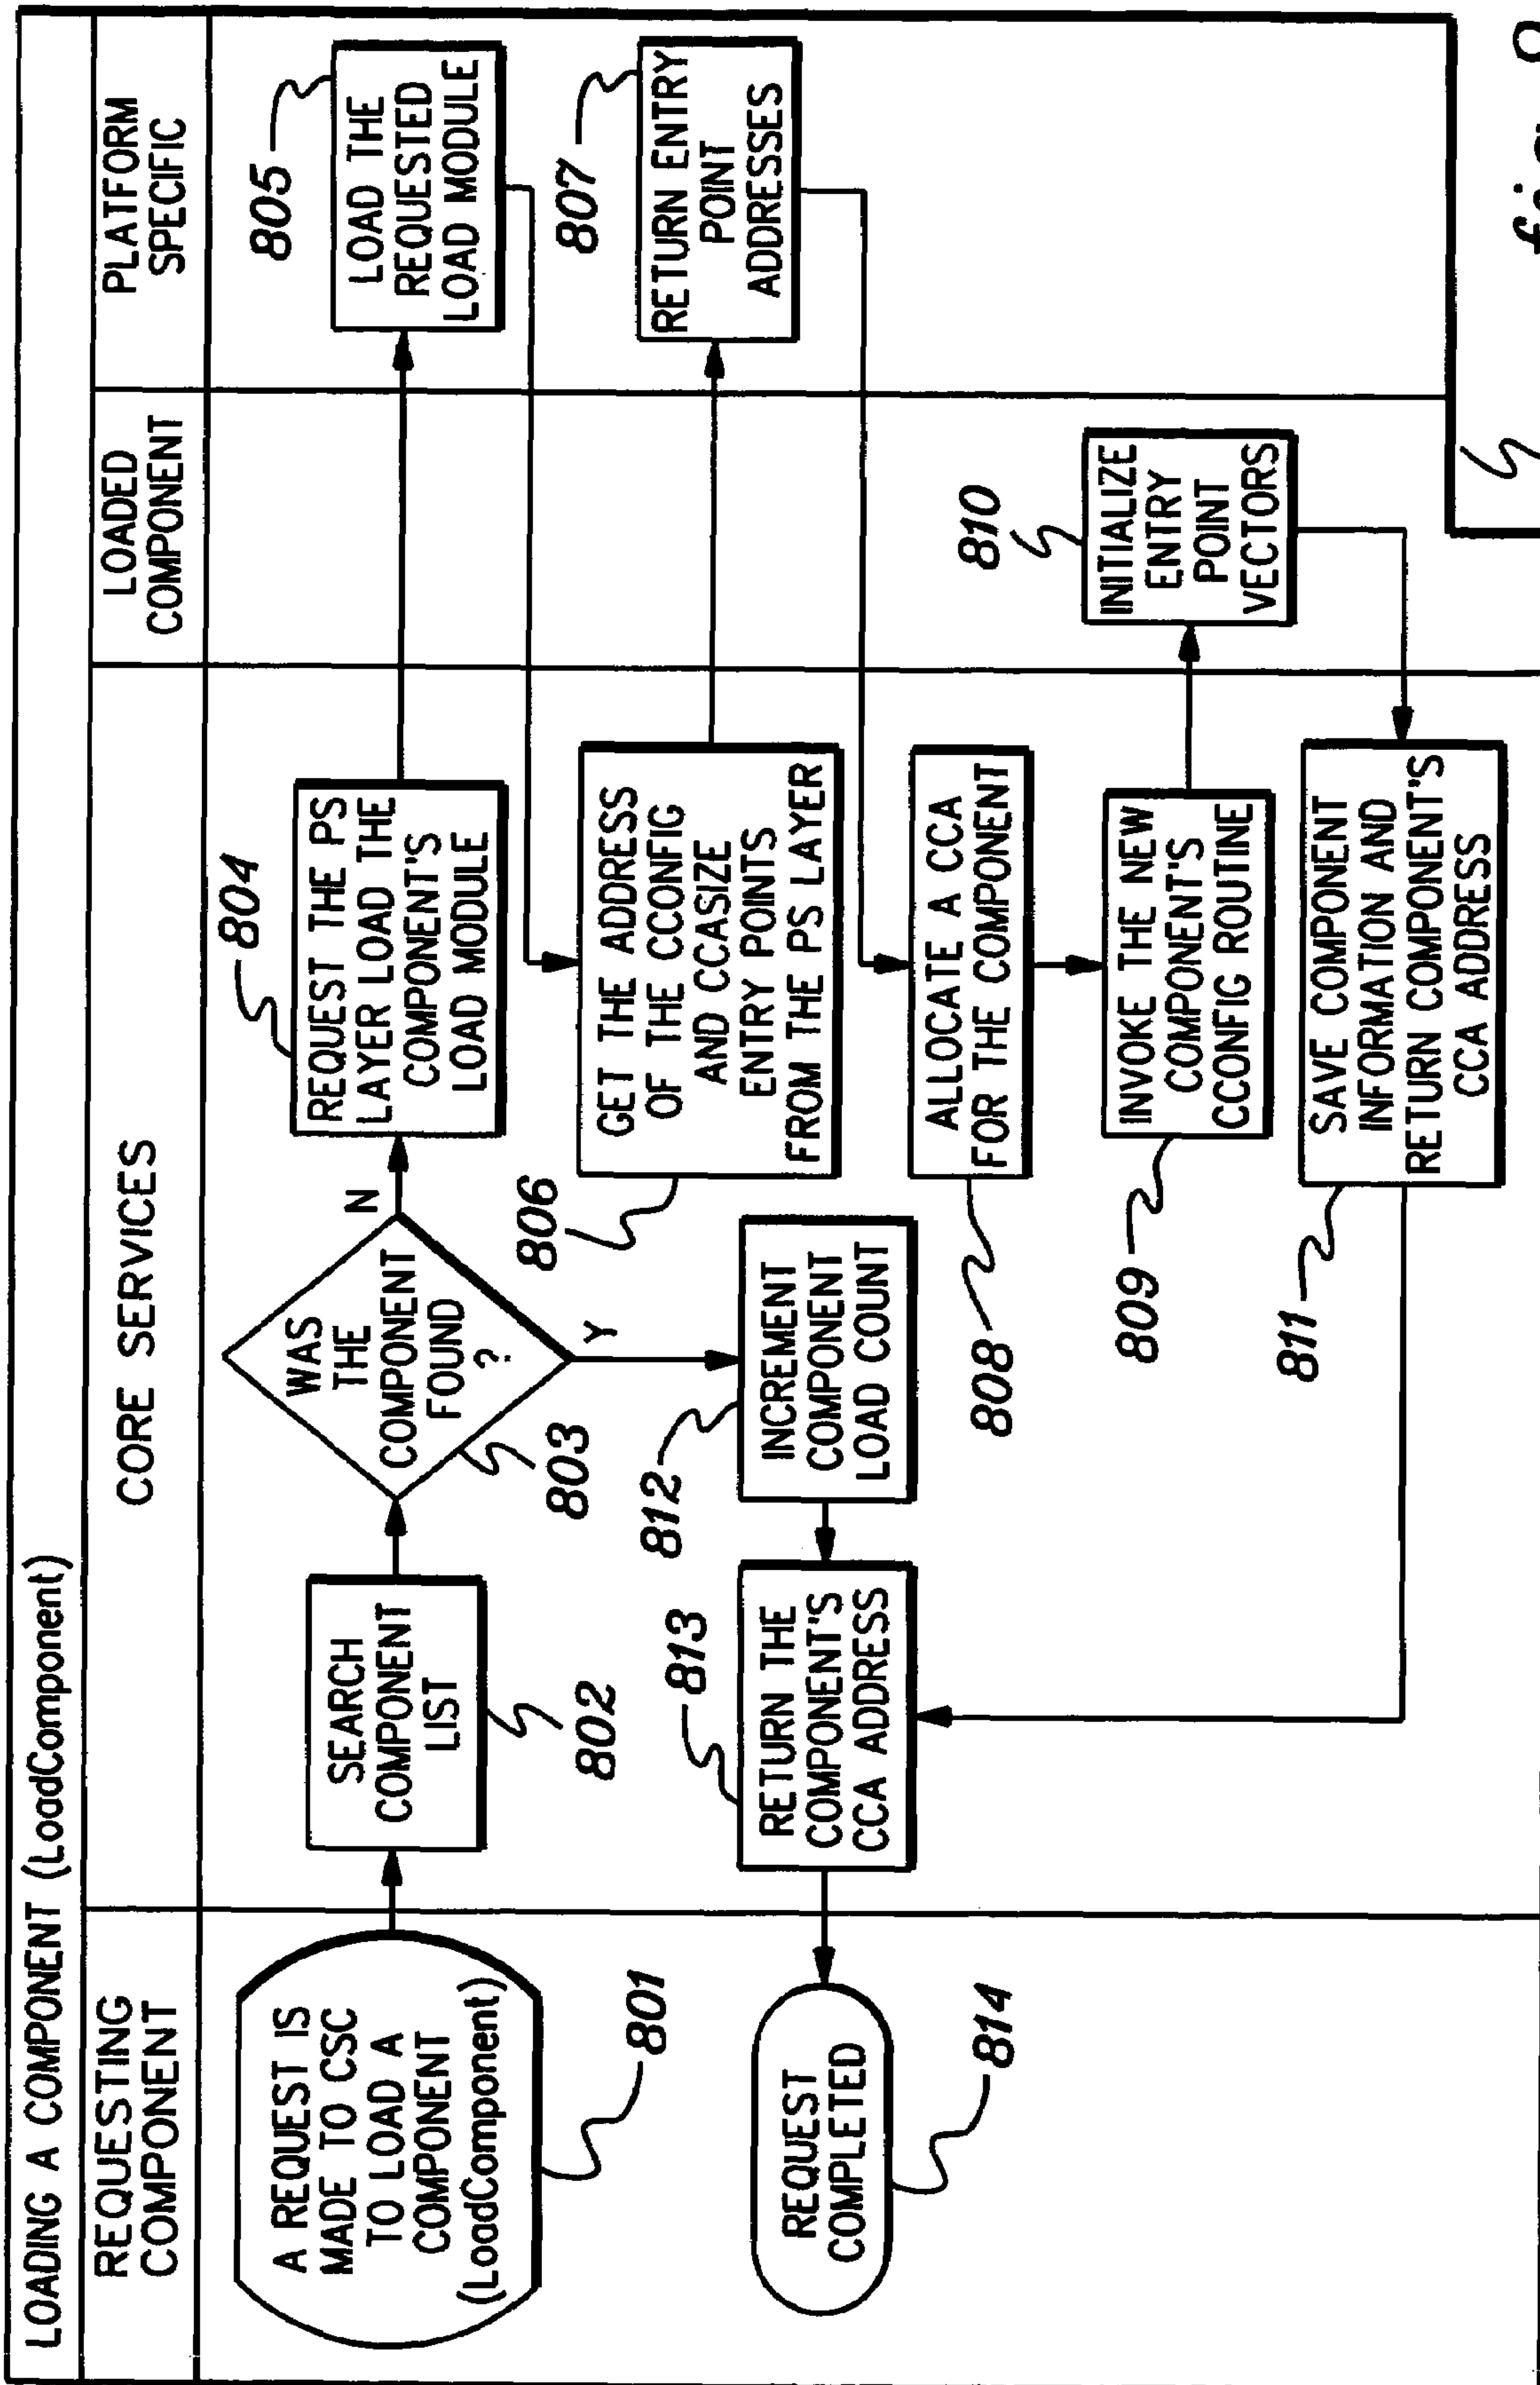 LOADING A COMPONENT (LoadComponent)
REQUESTING
COMPONENT
CORE SERVICES
LOADED
COMPONENT
PLATFORM
SPECIFIC
A REQUEST IS
MADE TO CSC
TO LOAD A
COMPONENT
(LoadComponent)
801
SEARCH
COMPONENT
LIST
802
WAS
THE
COMPONENT
FOUND
?
803
N
Y
804
REQUEST THE PS
LAYER LOAD THE
COMPONENT'S
LOAD MODULE
805
LOAD THE
REQUESTED
LOAD MODULE
806
GET THE ADDRESS
OF THE CCONFIG
AND CCASIZE
ENTRY POINTS
FROM THE PS LAYER
807
RETURN ENTRY
POINT
ADDRESSES
808
ALLOCATE A CCA
FOR THE COMPONENT
809
INVOKE THE NEW
COMPONENT'S
CCONFIG ROUTINE
810
INITIALIZE
ENTRY
POINT
VECTORS
811
SAVE COMPONENT
INFORMATION AND
RETURN COMPONENT'S
CCA ADDRESS
812
INCREMENT
COMPONENT
LOAD COUNT
813
RETURN THE
COMPONENT'S
CCA ADDRESS
REQUEST
COMPLETED
814